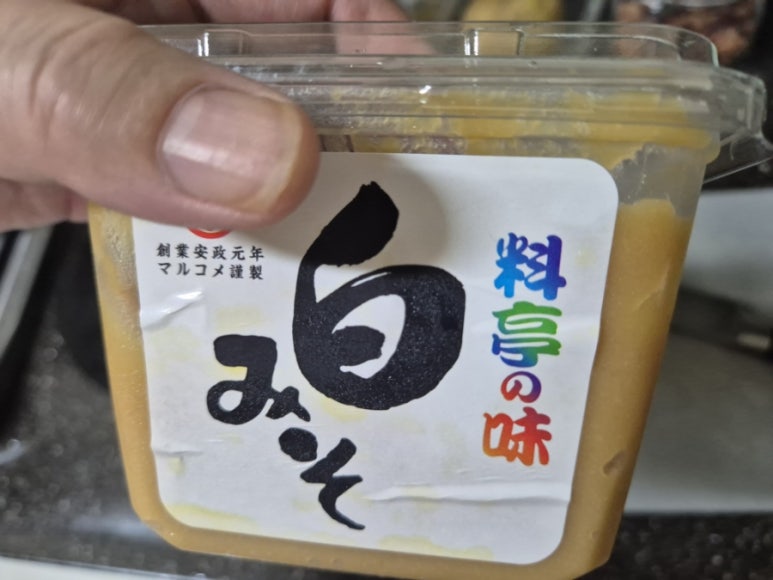 創業安政元年
マルコメ謹製
白みそ
料亭の味